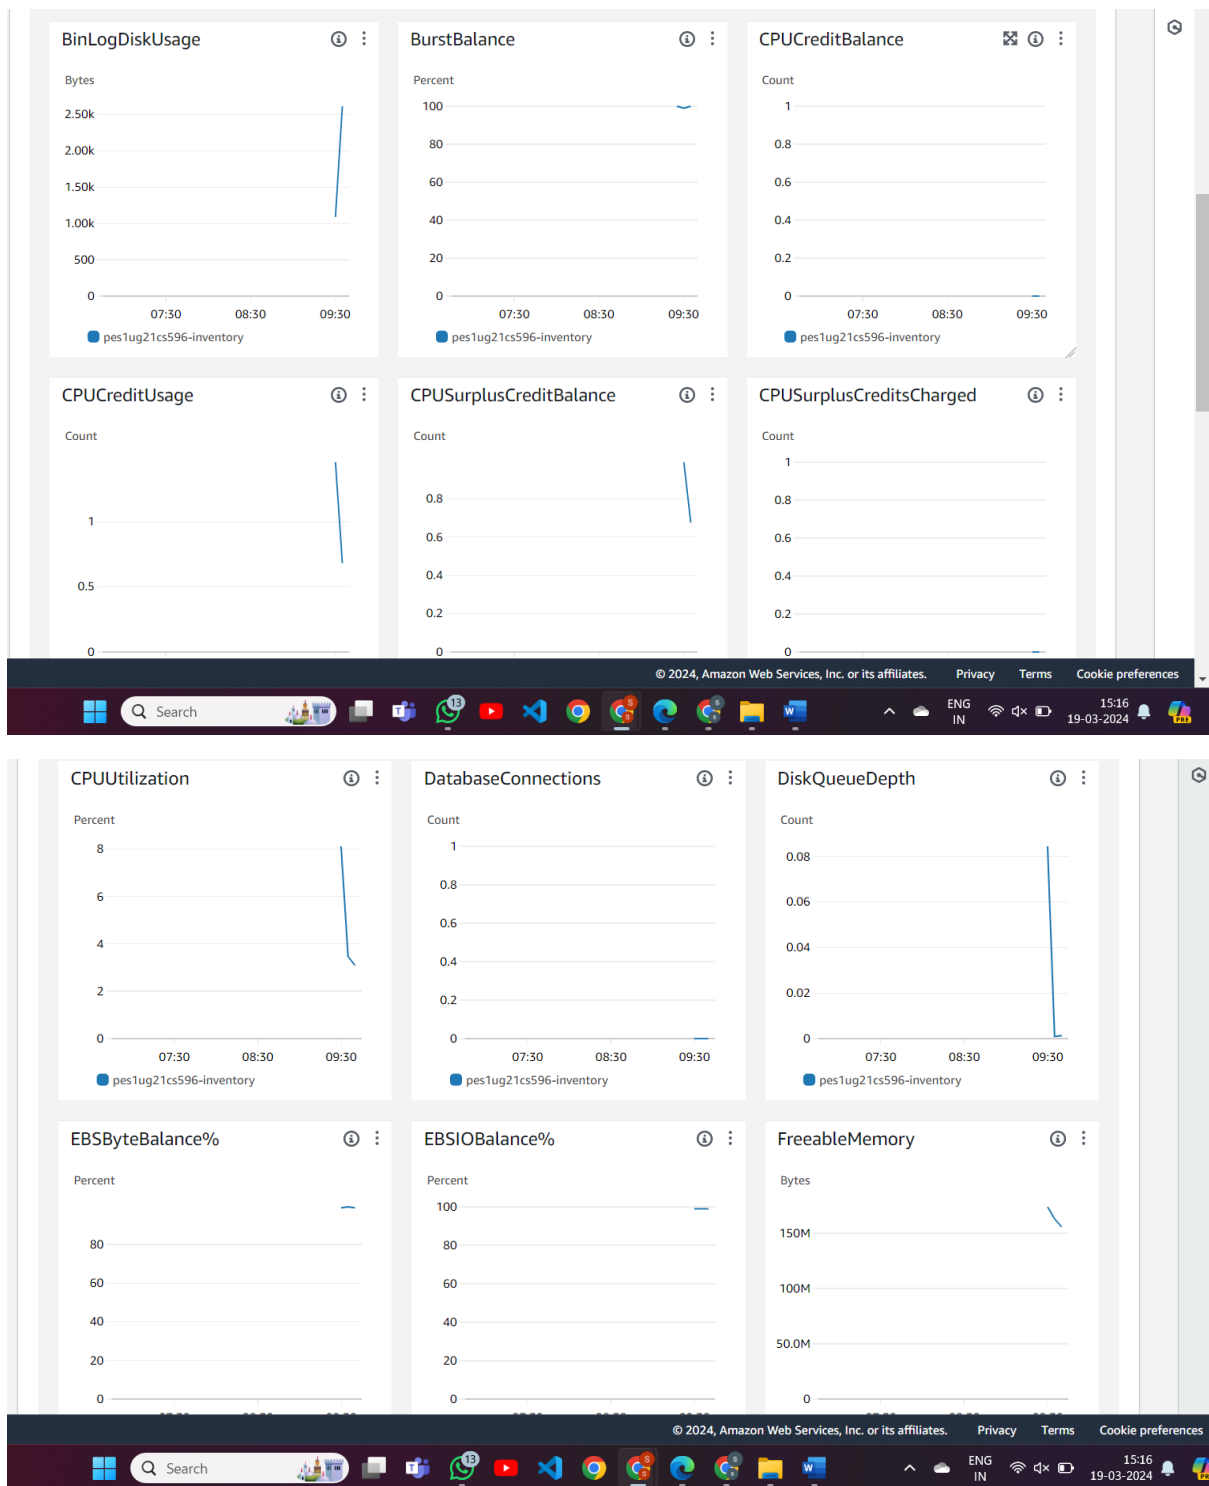 BinLogDiskUsage
Bytes
2.50k
2.00k
1.50k
1.00k
500
0
07:30 08:30 09:30
pes1ug21cs596-inventory
BurstBalance
Percent
100
80
60
40
20
0
07:30 08:30 09:30
pes1ug21cs596-inventory
CPUCreditBalance
Count
1
0.8
0.6
0.4
0.2
0
07:30 08:30 09:30
pes1ug21cs596-inventory
CPUCreditUsage
Count
1
0.5
0
CPUSurplusCreditBalance
Count
0.8
0.6
0.4
0.2
0
CPUSurplusCreditsCharged
Count
1
0.8
0.6
0.4
0.2
0
© 2024, Amazon Web Services, Inc. or its affiliates. Privacy Terms Cookie preferences
Search
13
ENG
IN
15:16
19-03-2024
PRE
CPUUtilization
Percent
8
6
4
2
0
07:30 08:30 09:30
pes1ug21cs596-inventory
DatabaseConnections
Count
1
0.8
0.6
0.4
0.2
0
07:30 08:30 09:30
pes1ug21cs596-inventory
DiskQueueDepth
Count
0.08
0.06
0.04
0.02
0
07:30 08:30 09:30
pes1ug21cs596-inventory
EBSByteBalance%
Percent
80
60
40
20
0
EBSIOBalance%
Percent
100
80
60
40
20
0
FreeableMemory
Bytes
150M
100M
50.0M
0
© 2024, Amazon Web Services, Inc. or its affiliates. Privacy Terms Cookie preferences
Search
13
ENG
IN
15:16
19-03-2024